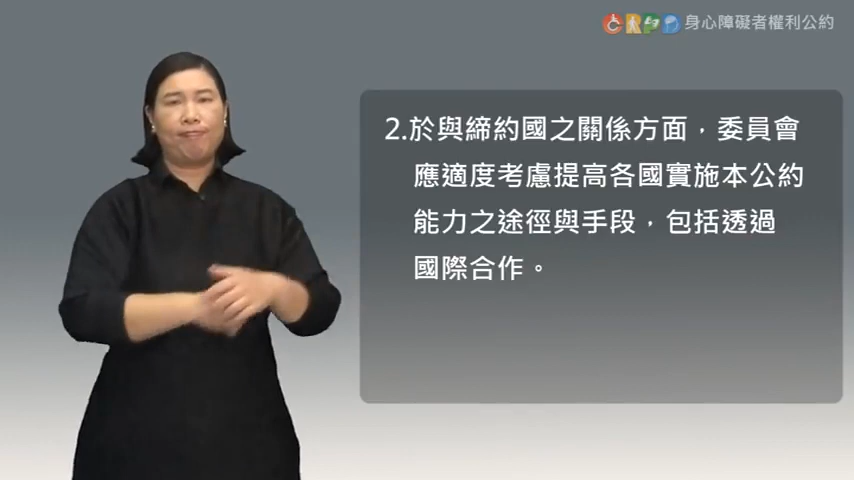 CRPD 身心障礙者權利公約
2.於與締約國之關係方面，委員會
應適度考慮提高各國實施本公約
能力之途徑與手段，包括透過
國際合作。